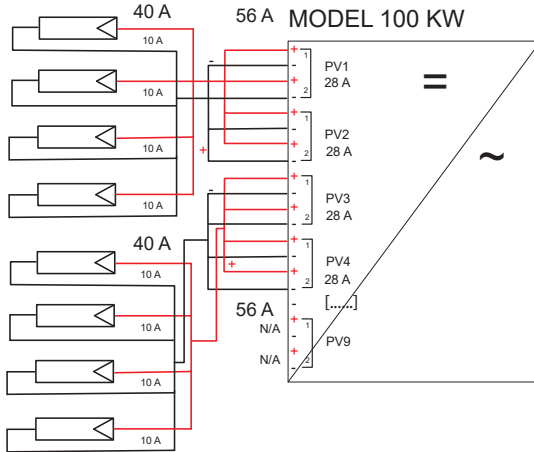 40 A
56 A
MODEL 100 KW
10 A
10 A
10 A
10 A
+
-
+ 1
-
+
- 2
PV1
28 A
=
~
+ 1
-
+ 2
-
PV2
28 A
-
+ 1
-
+
- 2
PV3
28 A
40 A
10 A
10 A
10 A
10 A
+
+ 1
-
+ 2
-
PV4
28 A
56 A
-
[......]
N/A
+ 1
-
PV9
N/A
+
- 2